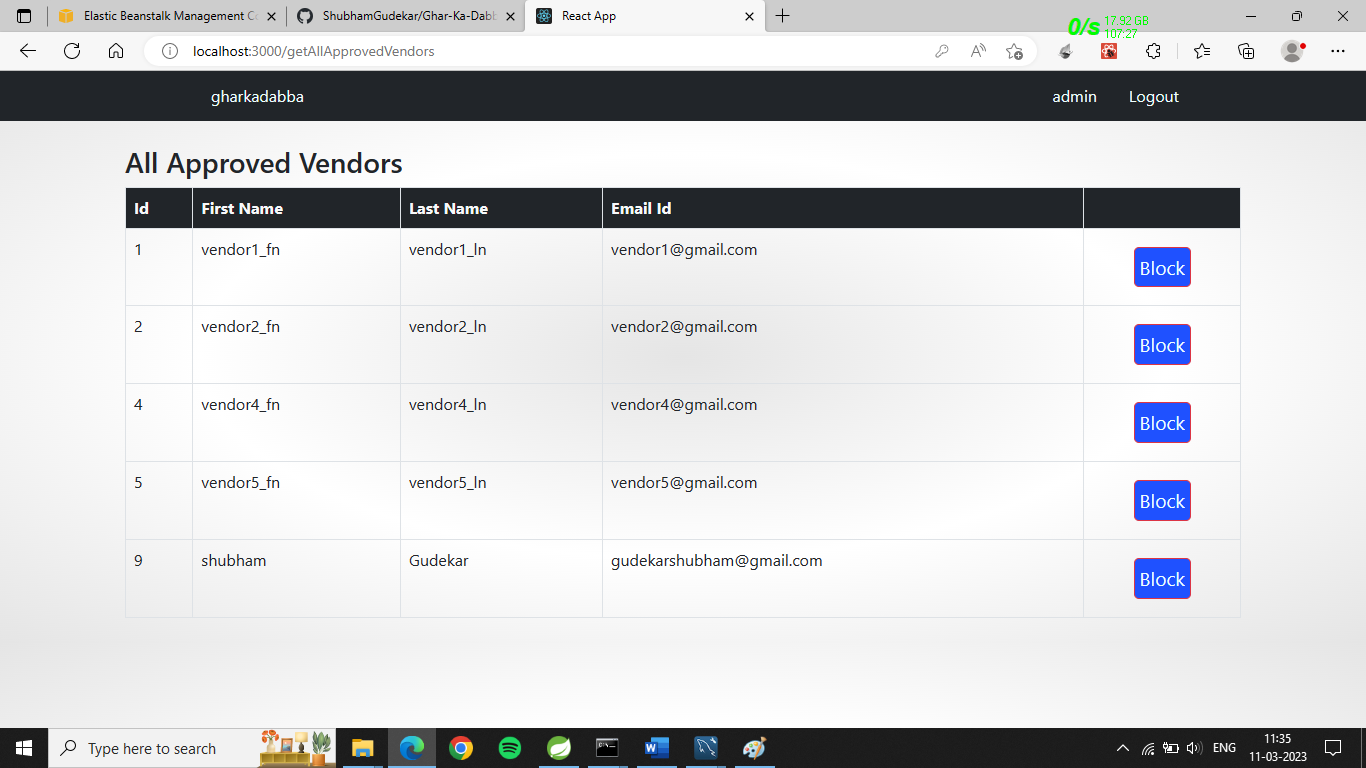 Elastic Beanstalk Management Co
ShubhamGudekar/Ghar-Ka-Dabb
React App
0/s 17.92 GB
107:27
localhost:3000/getAllApprovedVendors
gharkadabba admin Logout
All Approved Vendors
Id First Name Last Name Email Id
1 vendor1_fn vendor1_ln vendor1@gmail.com Block
2 vendor2_fn vendor2_ln vendor2@gmail.com Block
4 vendor4_fn vendor4_ln vendor4@gmail.com Block
5 vendor5_fn vendor5_ln vendor5@gmail.com Block
9 shubham Gudekar gudekarshubham@gmail.com Block
Type here to search
ENG
11:35
11-03-2023